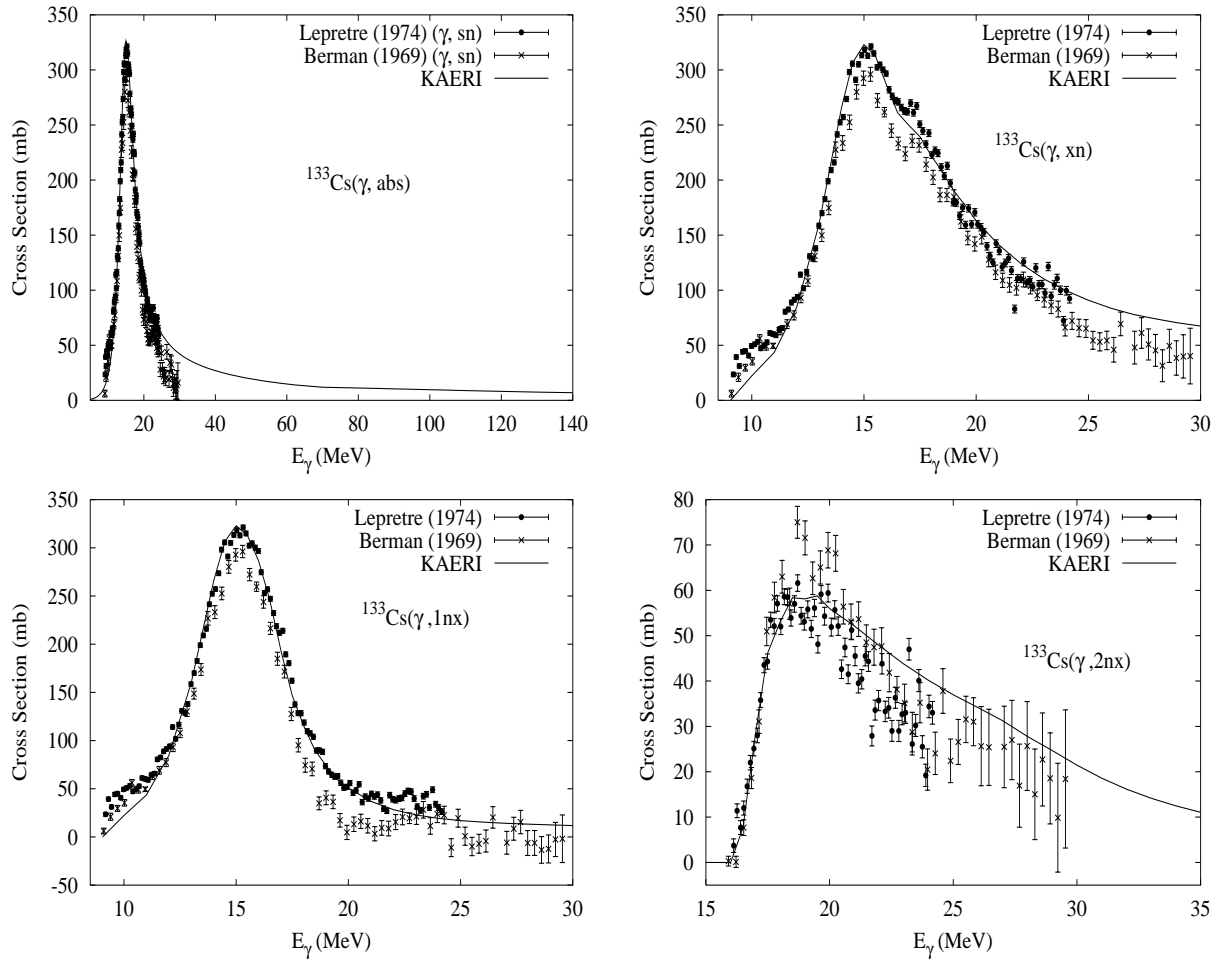 350
300
250
200
150
100
50
0
Cross Section (mb)
Lepretre (1974) (γ, sn)
Berman (1969) (γ, sn)
KAERI
¹³³Cs(γ, abs)
20 40 60 80 100 120 140
Eγ (MeV)
350
300
250
200
150
100
50
0
Cross Section (mb)
Lepretre (1974)
Berman (1969)
KAERI
¹³³Cs(γ, xn)
10 15 20 25 30
Eγ (MeV)
350
300
250
200
150
100
50
0
-50
Cross Section (mb)
Lepretre (1974)
Berman (1969)
KAERI
¹³³Cs(γ ,1nx)
10 15 20 25 30
Eγ (MeV)
80
70
60
50
40
30
20
10
0
Cross Section (mb)
Lepretre (1974)
Berman (1969)
KAERI
¹³³Cs(γ ,2nx)
15 20 25 30 35
Eγ (MeV)